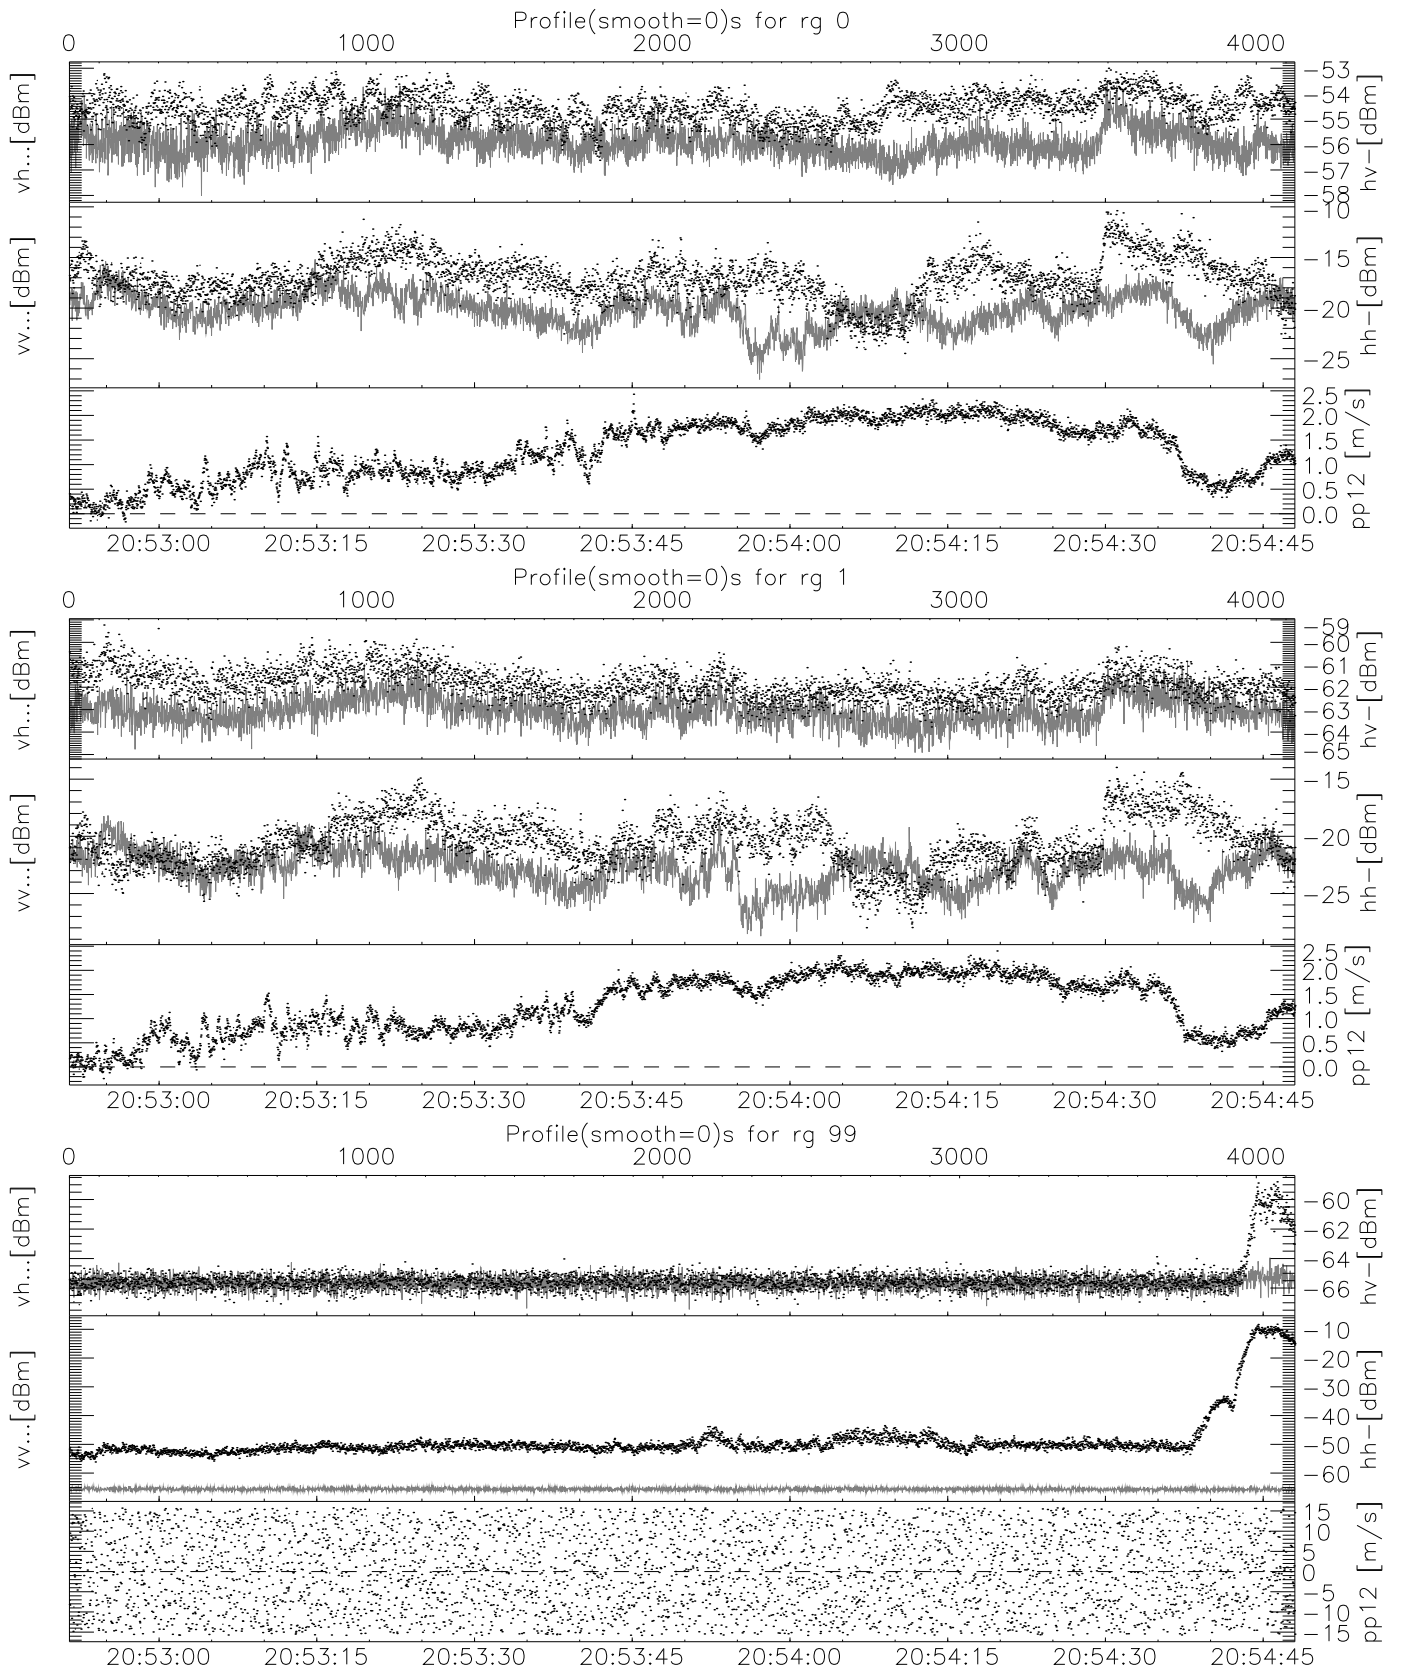 Profile(smooth=0)s for rg 0
0 1000 2000 3000 4000
vh...[dBm]
-53
-54
-55
-56
-57
-58
hv-[dBm]
vv...[dBm]
-10
-15
-20
-25
hh-[dBm]
2.5
2.0
1.5
1.0
0.5
0.0
pp12 [m/s]
20:53:00 20:53:15 20:53:30 20:53:45 20:54:00 20:54:15 20:54:30 20:54:45
Profile(smooth=0)s for rg 1
0 1000 2000 3000 4000
vh...[dBm]
-59
-60
-61
-62
-63
-64
-65
hv-[dBm]
vv...[dBm]
-15
-20
-25
hh-[dBm]
2.5
2.0
1.5
1.0
0.5
0.0
pp12 [m/s]
20:53:00 20:53:15 20:53:30 20:53:45 20:54:00 20:54:15 20:54:30 20:54:45
Profile(smooth=0)s for rg 99
0 1000 2000 3000 4000
vh...[dBm]
-60
-62
-64
-66
hv-[dBm]
vv...[dBm]
-10
-20
-30
-40
-50
-60
hh-[dBm]
15
10
5
0
-5
-10
-15
pp12 [m/s]
20:53:00 20:53:15 20:53:30 20:53:45 20:54:00 20:54:15 20:54:30 20:54:45